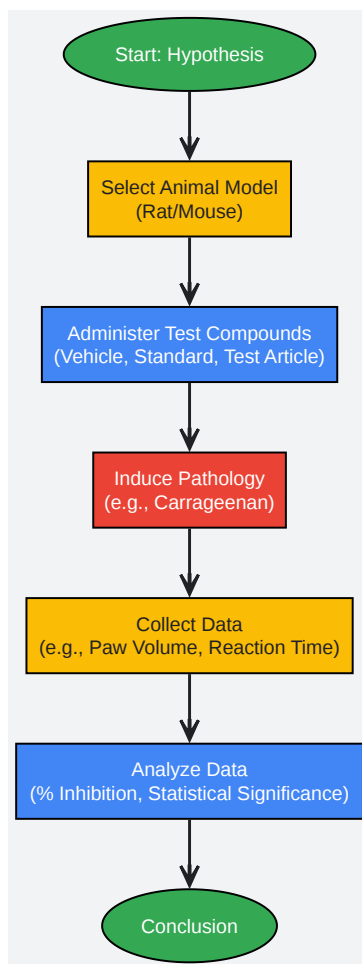 Start: Hypothesis
Select Animal Model
(Rat/Mouse)
Administer Test Compounds
(Vehicle, Standard, Test Article)
Induce Pathology
(e.g., Carrageenan)
Collect Data
(e.g., Paw Volume, Reaction Time)
Analyze Data
(% Inhibition, Statistical Significance)
Conclusion